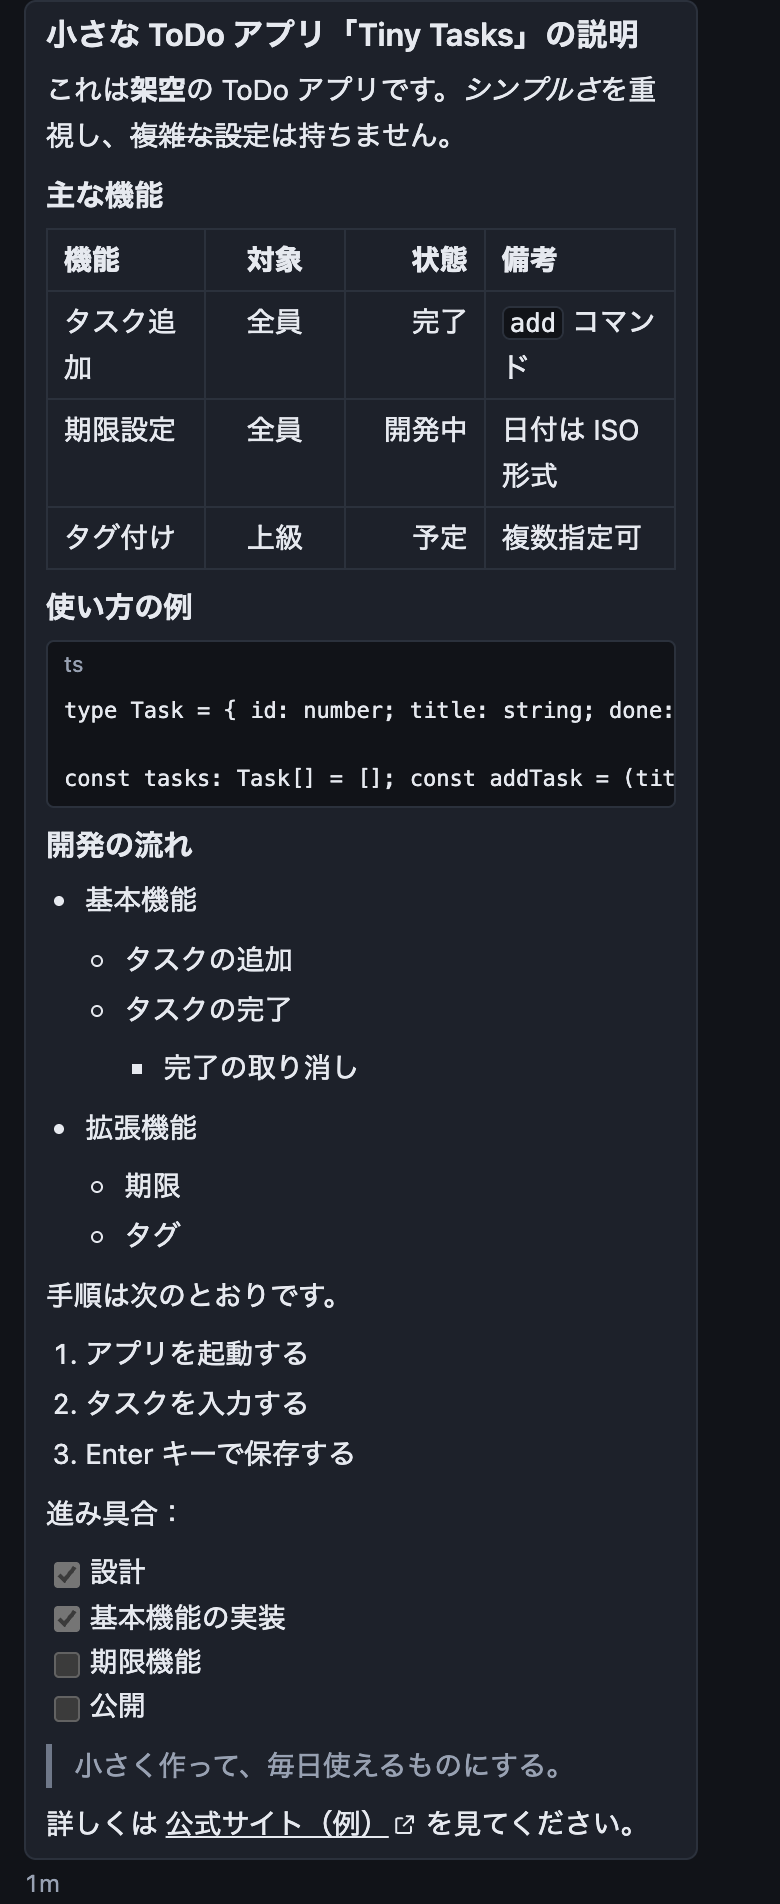 小さな ToDo アプリ「Tiny Tasks」の説明
これは架空の ToDo アプリです。シンプルさを重
視し、複雑な設定は持ちません。
主な機能
機能 対象 状態 備考
タスク追加 全員 完了 add コマンド
期限設定 全員 開発中 日付は ISO 形式
タグ付け 上級 予定 複数指定可
使い方の例
ts
type Task = { id: number; title: string; done:
const tasks: Task[] = []; const addTask = (tit
開発の流れ
• 基本機能
◦ タスクの追加
◦ タスクの完了
▪ 完了の取り消し
• 拡張機能
◦ 期限
◦ タグ
手順は次のとおりです。
1. アプリを起動する
2. タスクを入力する
3. Enter キーで保存する
進み具合：
設計
基本機能の実装
期限機能
公開
小さく作って、毎日使えるものにする。
詳しくは 公式サイト（例） を見てください。
1m